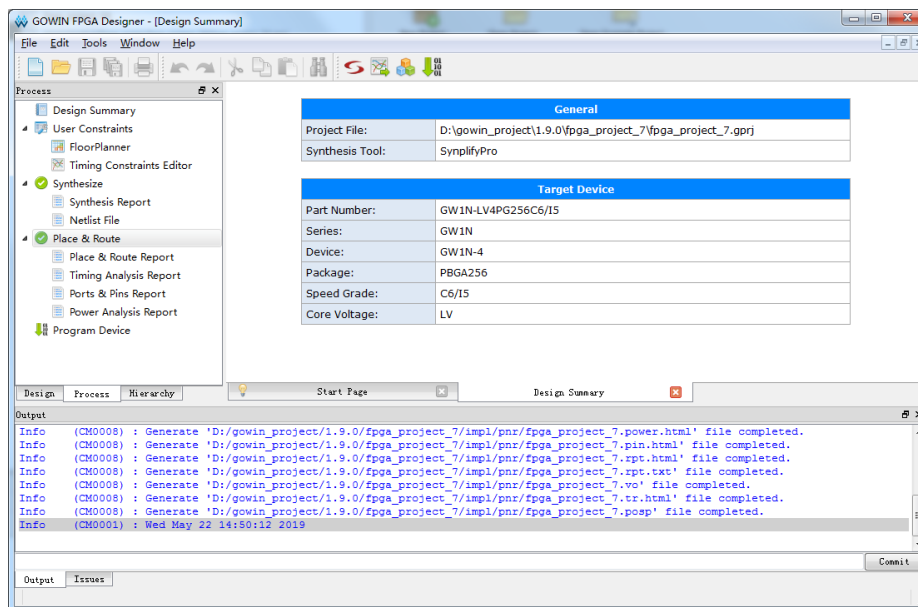 GOWIN FPGA Designer - [Design Summary]
File Edit Tools Window Help
Process
Design Summary
User Constraints
FloorPlanner
Timing Constraints Editor
Synthesize
Synthesis Report
Netlist File
Place & Route
Place & Route Report
Timing Analysis Report
Ports & Pins Report
Power Analysis Report
Program Device
Design Process Hierarchy
General
Project File: D:\gowin_project\1.9.0\fpga_project_7\fpga_project_7.gprj
Synthesis Tool: SynplifyPro
Target Device
Part Number: GW1N-LV4PG256C6/I5
Series: GW1N
Device: GW1N-4
Package: PBGA256
Speed Grade: C6/I5
Core Voltage: LV
Start Page Design Summary
Output
Info (CM0008) : Generate 'D:/gowin_project/1.9.0/fpga_project_7/impl/pnr/fpga_project_7.power.html' file completed.
Info (CM0008) : Generate 'D:/gowin_project/1.9.0/fpga_project_7/impl/pnr/fpga_project_7.pin.html' file completed.
Info (CM0008) : Generate 'D:/gowin_project/1.9.0/fpga_project_7/impl/pnr/fpga_project_7.rpt.html' file completed.
Info (CM0008) : Generate 'D:/gowin_project/1.9.0/fpga_project_7/impl/pnr/fpga_project_7.rpt.txt' file completed.
Info (CM0008) : Generate 'D:/gowin_project/1.9.0/fpga_project_7/impl/pnr/fpga_project_7.vo' file completed.
Info (CM0008) : Generate 'D:/gowin_project/1.9.0/fpga_project_7/impl/pnr/fpga_project_7.tr.html' file completed.
Info (CM0008) : Generate 'D:/gowin_project/1.9.0/fpga_project_7/impl/pnr/fpga_project_7.posp' file completed.
Info (CM0001) : Wed May 22 14:50:12 2019
Commit
Output Issues